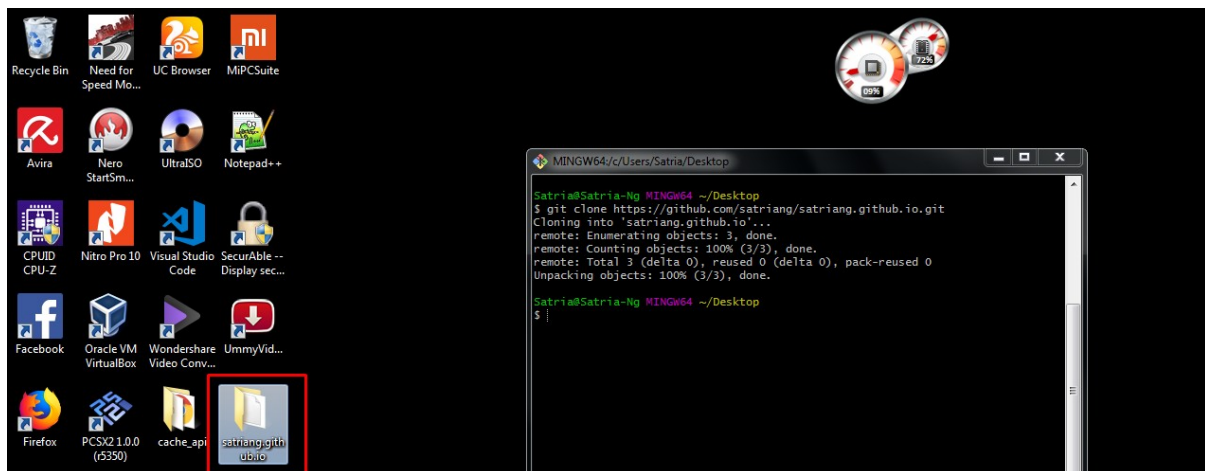 Recycle Bin
Need for
Speed Mo...
UC Browser
MiPCSuite
Avira
Nero
StartSm...
UltraISO
Notepad++
CPUID
CPU-Z
Nitro Pro 10
Visual Studio
Code
SecurAble --
Display sec...
Facebook
Oracle VM
VirtualBox
Wondershare
Video Conv...
UmmyVid...
Firefox
PCSX2 1.0.0
(r5350)
cache_api
satriang.gith
ub.io
09%
72%
MINGW64:/c/Users/Satria/Desktop
Satria@Satria-Ng MINGW64 ~/Desktop
$ git clone https://github.com/satriang/satriang.github.io.git
Cloning into 'satriang.github.io'...
remote: Enumerating objects: 3, done.
remote: Counting objects: 100% (3/3), done.
remote: Total 3 (delta 0), reused 0 (delta 0), pack-reused 0
Unpacking objects: 100% (3/3), done.
Satria@Satria-Ng MINGW64 ~/Desktop
$